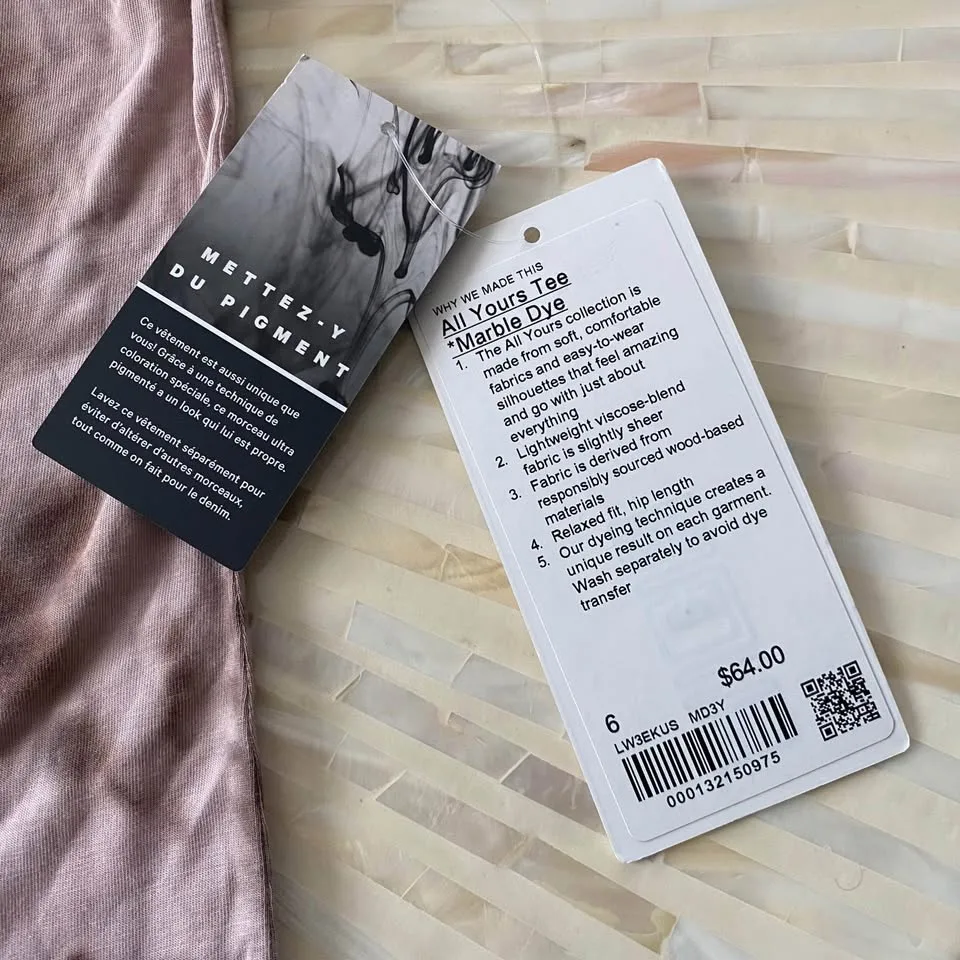 METTEZ-Y
DU PIGMENT
Ce vêtement est aussi unique que
vous! Grâce à une technique de
coloration spéciale, ce morceau ultra
pigmenté a un look qui lui est propre.
Lavez ce vêtement séparément pour
éviter d'altérer d'autres morceaux,
tout comme on fait pour le denim.
WHY WE MADE THIS
All Yours Tee
*Marble Dye
1. The All Yours collection is
made from soft, comfortable
fabrics and easy-to-wear
silhouettes that feel amazing
and go with just about
everything
2. Lightweight viscose-blend
fabric is slightly sheer
3. Fabric is derived from
responsibly sourced wood-based
materials
4. Relaxed fit, hip length
5. Our dyeing technique creates a
unique result on each garment.
Wash separately to avoid dye
transfer
$64.00
6
LW3EKUS MD3Y
000132150975